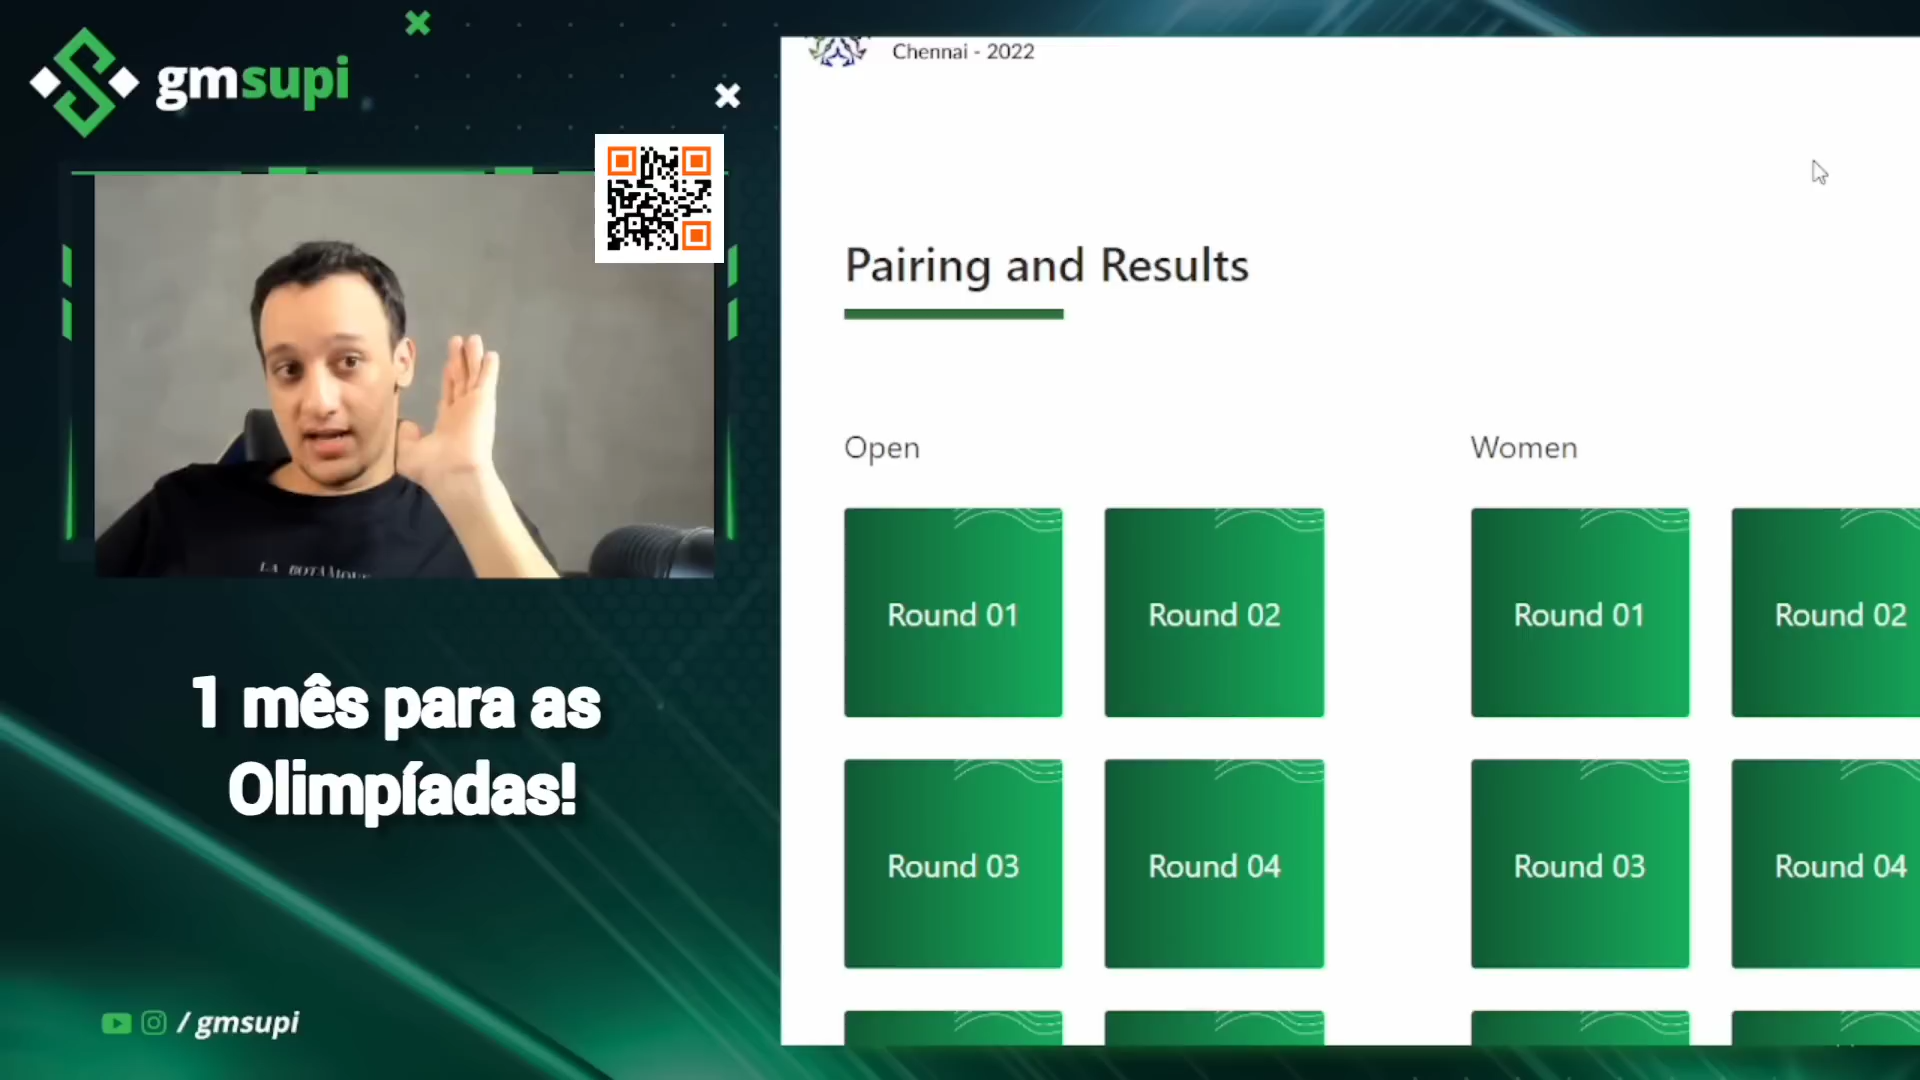 gmsupi
1 mês para as
Olimpíadas!
/ gmsupi
Chennai - 2022
Pairing and Results
Open
Women
Round 01
Round 02
Round 01
Round 02
Round 03
Round 04
Round 03
Round 04